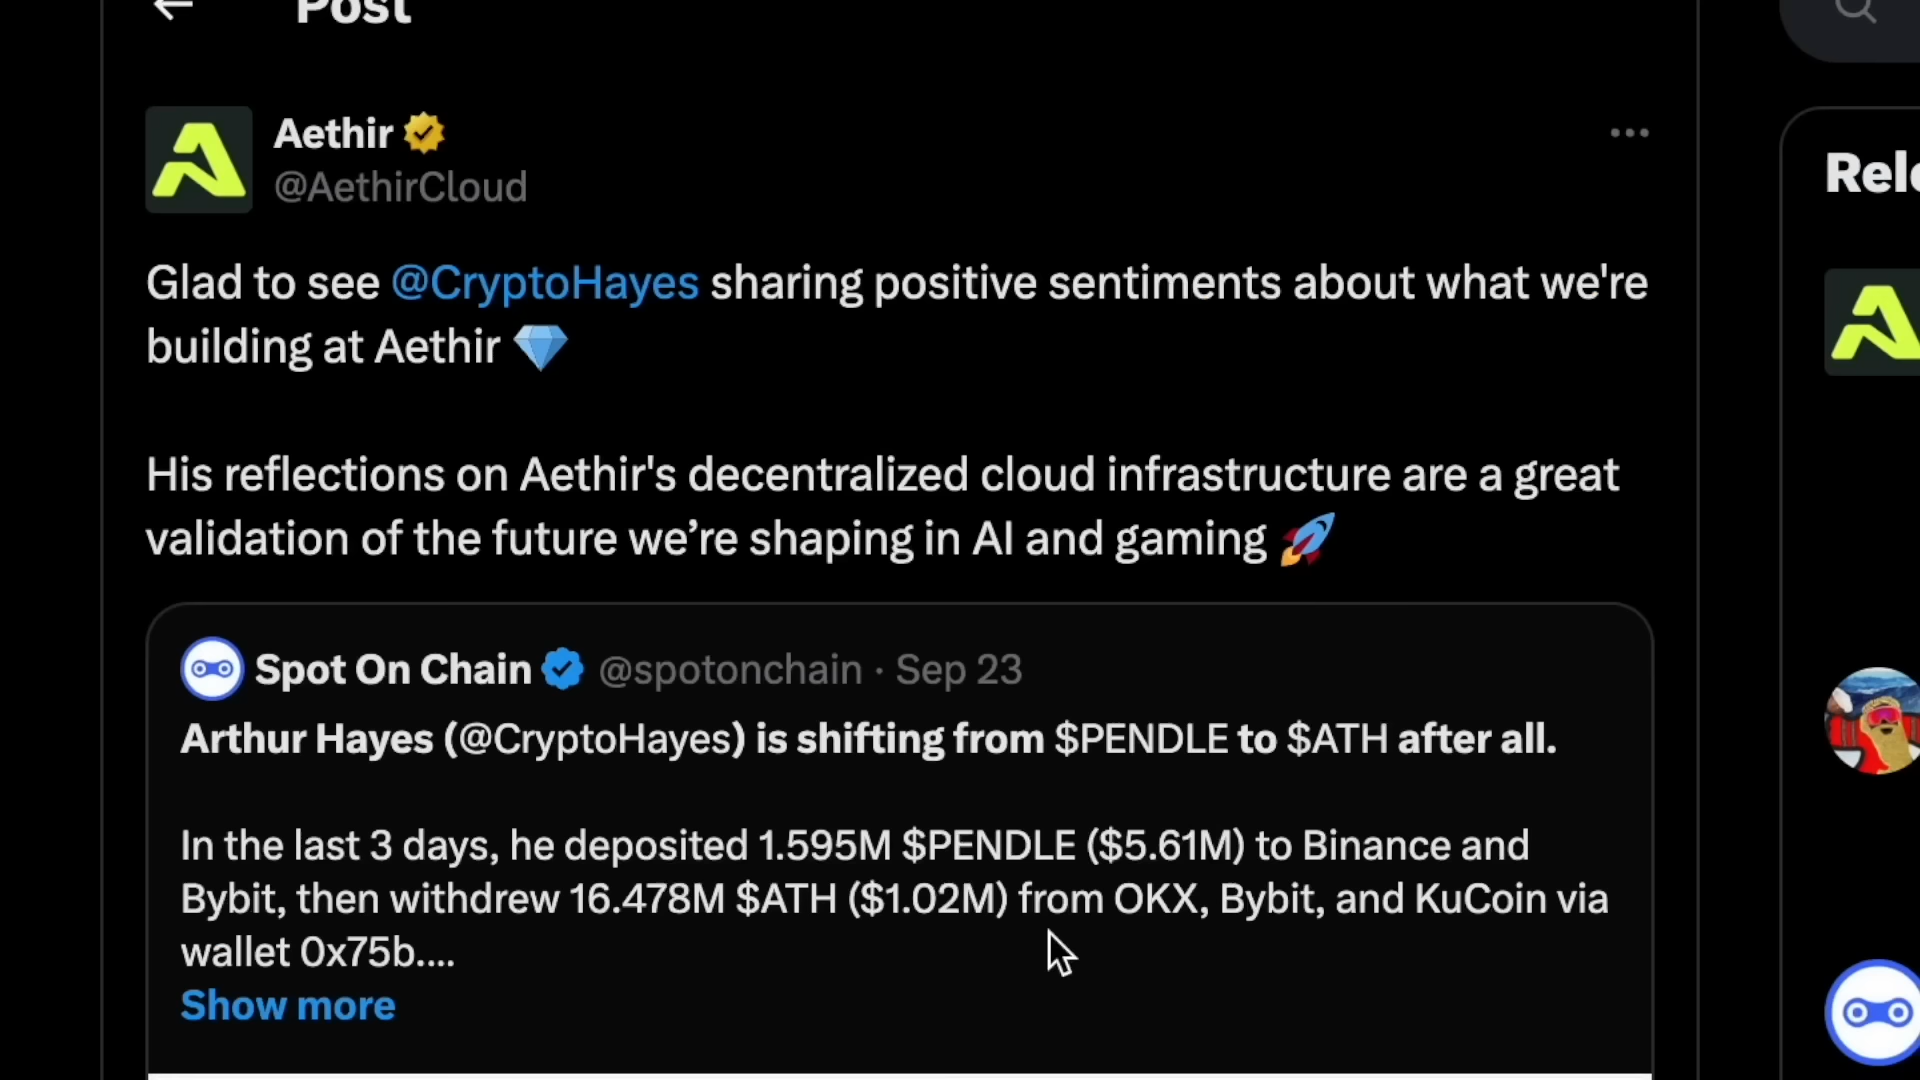 Post
Aethir
@AethirCloud
Glad to see @CryptoHayes sharing positive sentiments about what we're
building at Aethir 💎
His reflections on Aethir's decentralized cloud infrastructure are a great
validation of the future we’re shaping in AI and gaming 🚀
Spot On Chain @spotonchain · Sep 23
Arthur Hayes (@CryptoHayes) is shifting from $PENDLE to $ATH after all.
In the last 3 days, he deposited 1.595M $PENDLE ($5.61M) to Binance and
Bybit, then withdrew 16.478M $ATH ($1.02M) from OKX, Bybit, and KuCoin via
wallet 0x75b....
Show more